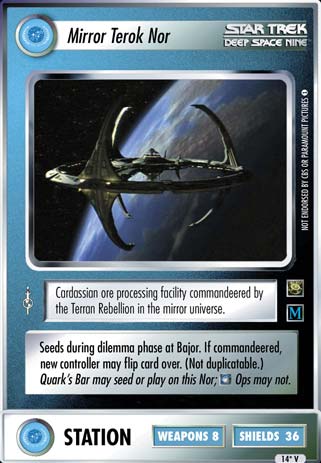 Mirror Terok Nor
STAR TREK
DEEP SPACE NINE
NOT ENDORSED BY CBS OR PARAMOUNT PICTURES
Cardassian ore processing facility commandeered by
the Terran Rebellion in the mirror universe.
M
Seeds during dilemma phase at Bajor. If commandeered,
new controller may flip card over. (Not duplicatable.)
Quark's Bar may seed or play on this Nor; Ops may not.
STATION
WEAPONS 8
SHIELDS 36
14* V